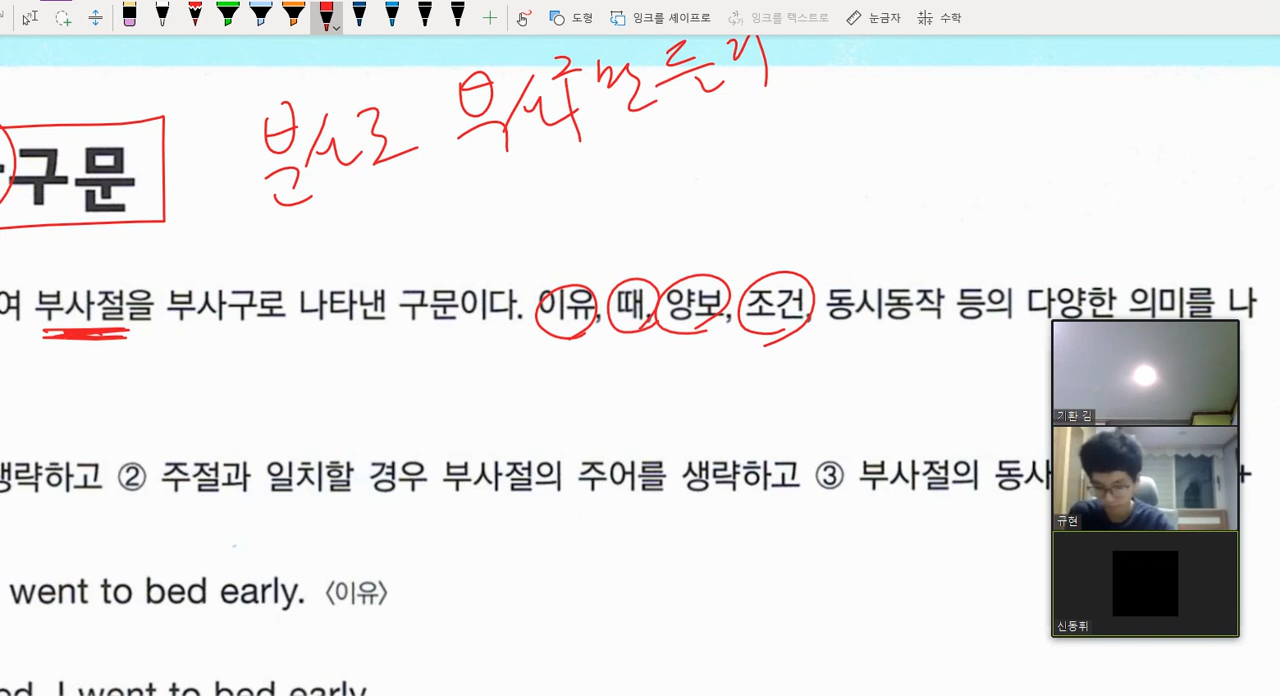 도형 잉크를 셰이프로 잉크를 텍스트로 눈금자 수학
분사로 부사구 만들기
구문
여 부사절을 부사구로 나타낸 구문이다. 이유, 때, 양보, 조건, 동시동작 등의 다양한 의미를 나
기환 김
생략하고 ② 주절과 일치할 경우 부사절의 주어를 생략하고 ③ 부사절의 동사 +
규현
went to bed early. 〈이유〉
신동휘
ed, I went to bed early